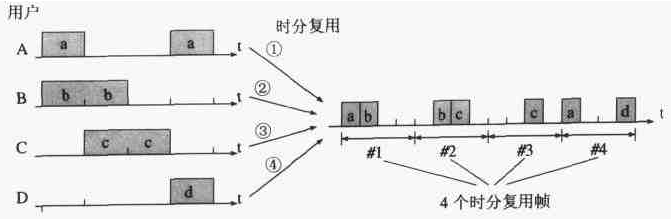 用户
时分复用
A a a t ①
B b b t ②
C c c t ③
D d t ④
a b b c c a d t
#1 #2 #3 #4
4个时分复用帧